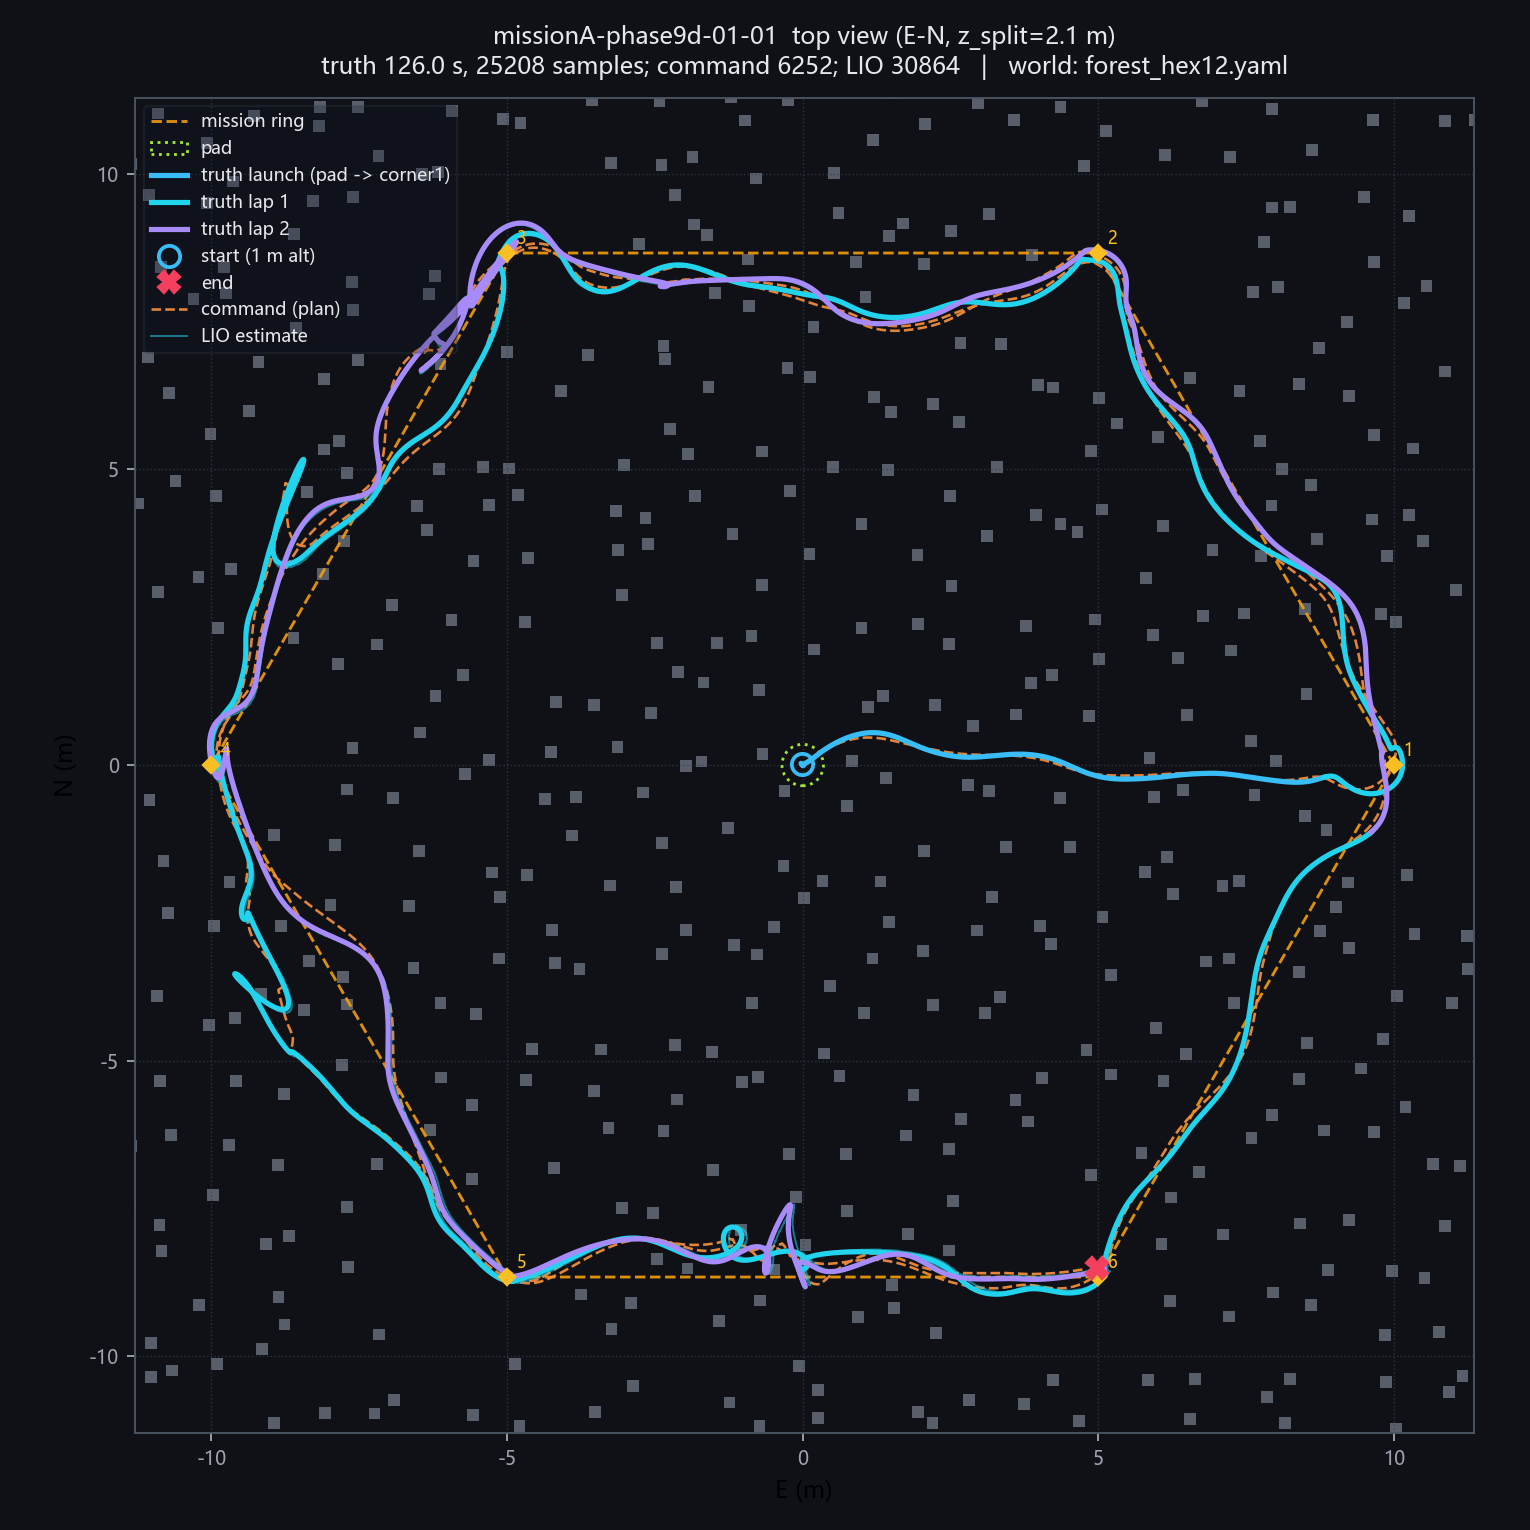 missionA-phase9d-01-01  top view (E-N, z_split=2.1 m)
truth 126.0 s, 25208 samples; command 6252; LIO 30864   |   world: forest_hex12.yaml
mission ring
pad
truth launch (pad -> corner1)
truth lap 1
truth lap 2
start (1 m alt)
end
command (plan)
LIO estimate
3
2
4
1
5
6
10
5
0
-5
-10
N (m)
-10
-5
0
5
10
E (m)